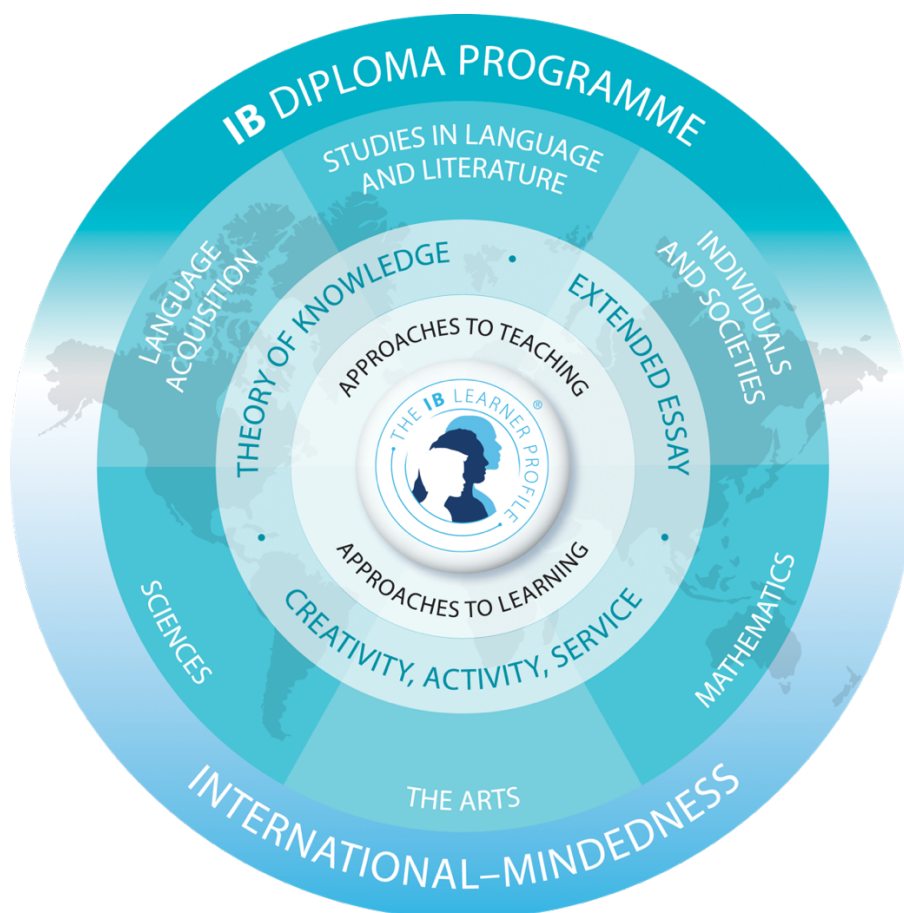 IB DIPLOMA PROGRAMME
STUDIES IN LANGUAGE
AND LITERATURE
LANGUAGE
ACQUISITION
INDIVIDUALS
AND SOCIETIES
THEORY OF KNOWLEDGE
EXTENDED ESSAY
APPROACHES TO TEACHING
THE IB LEARNER PROFILE®
APPROACHES TO LEARNING
CREATIVITY, ACTIVITY, SERVICE
SCIENCES
MATHEMATICS
THE ARTS
INTERNATIONAL–MINDEDNESS